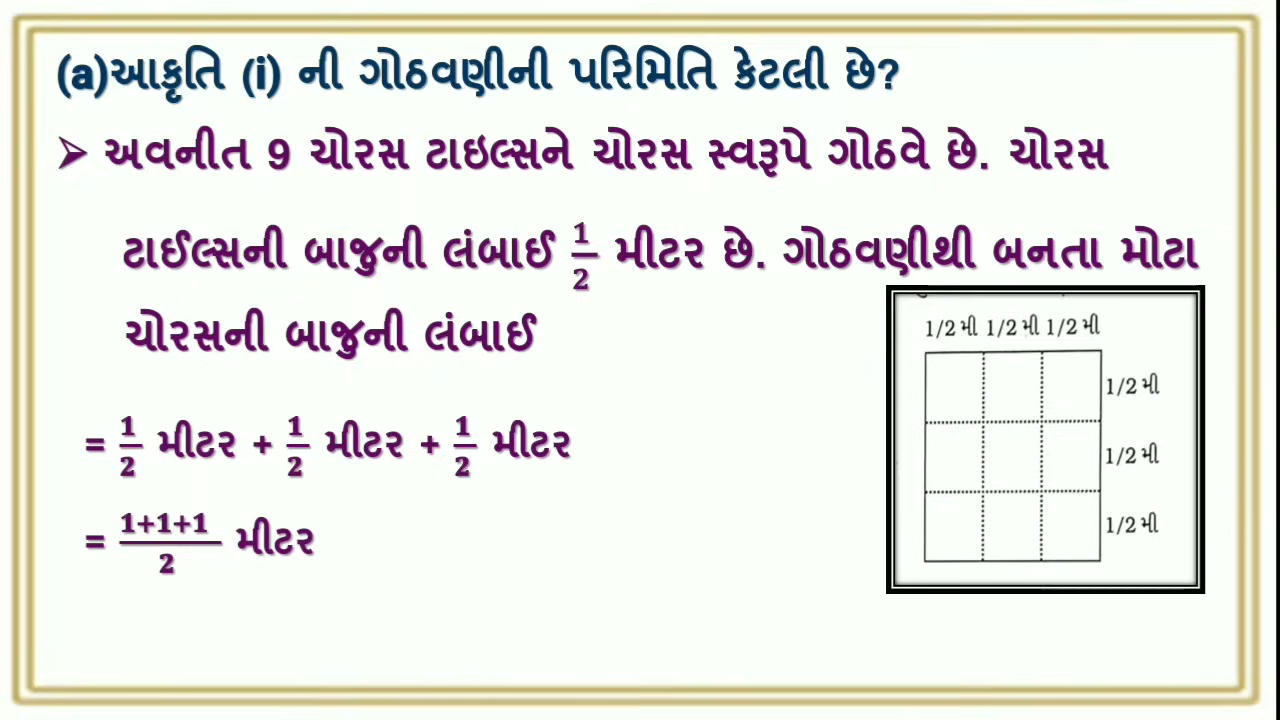 (a)આકૃતિ (i) ની ગોઠવણીની પરિમિતિ કેટલી છે?
➢ અવનીત 9 ચોરસ ટાઇલ્સને ચોરસ સ્વરૂપે ગોઠવે છે. ચોરસ
ટાઈલ્સની બાજુની લંબાઈ 1/2 મીટર છે. ગોઠવણીથી બનતા મોટા
ચોરસની બાજુની લંબાઈ
= 1/2 મીટર + 1/2 મીટર + 1/2 મીટર
= (1+1+1)/2 મીટર
1/2 મી 1/2 મી 1/2 મી
1/2 મી
1/2 મી
1/2 મી